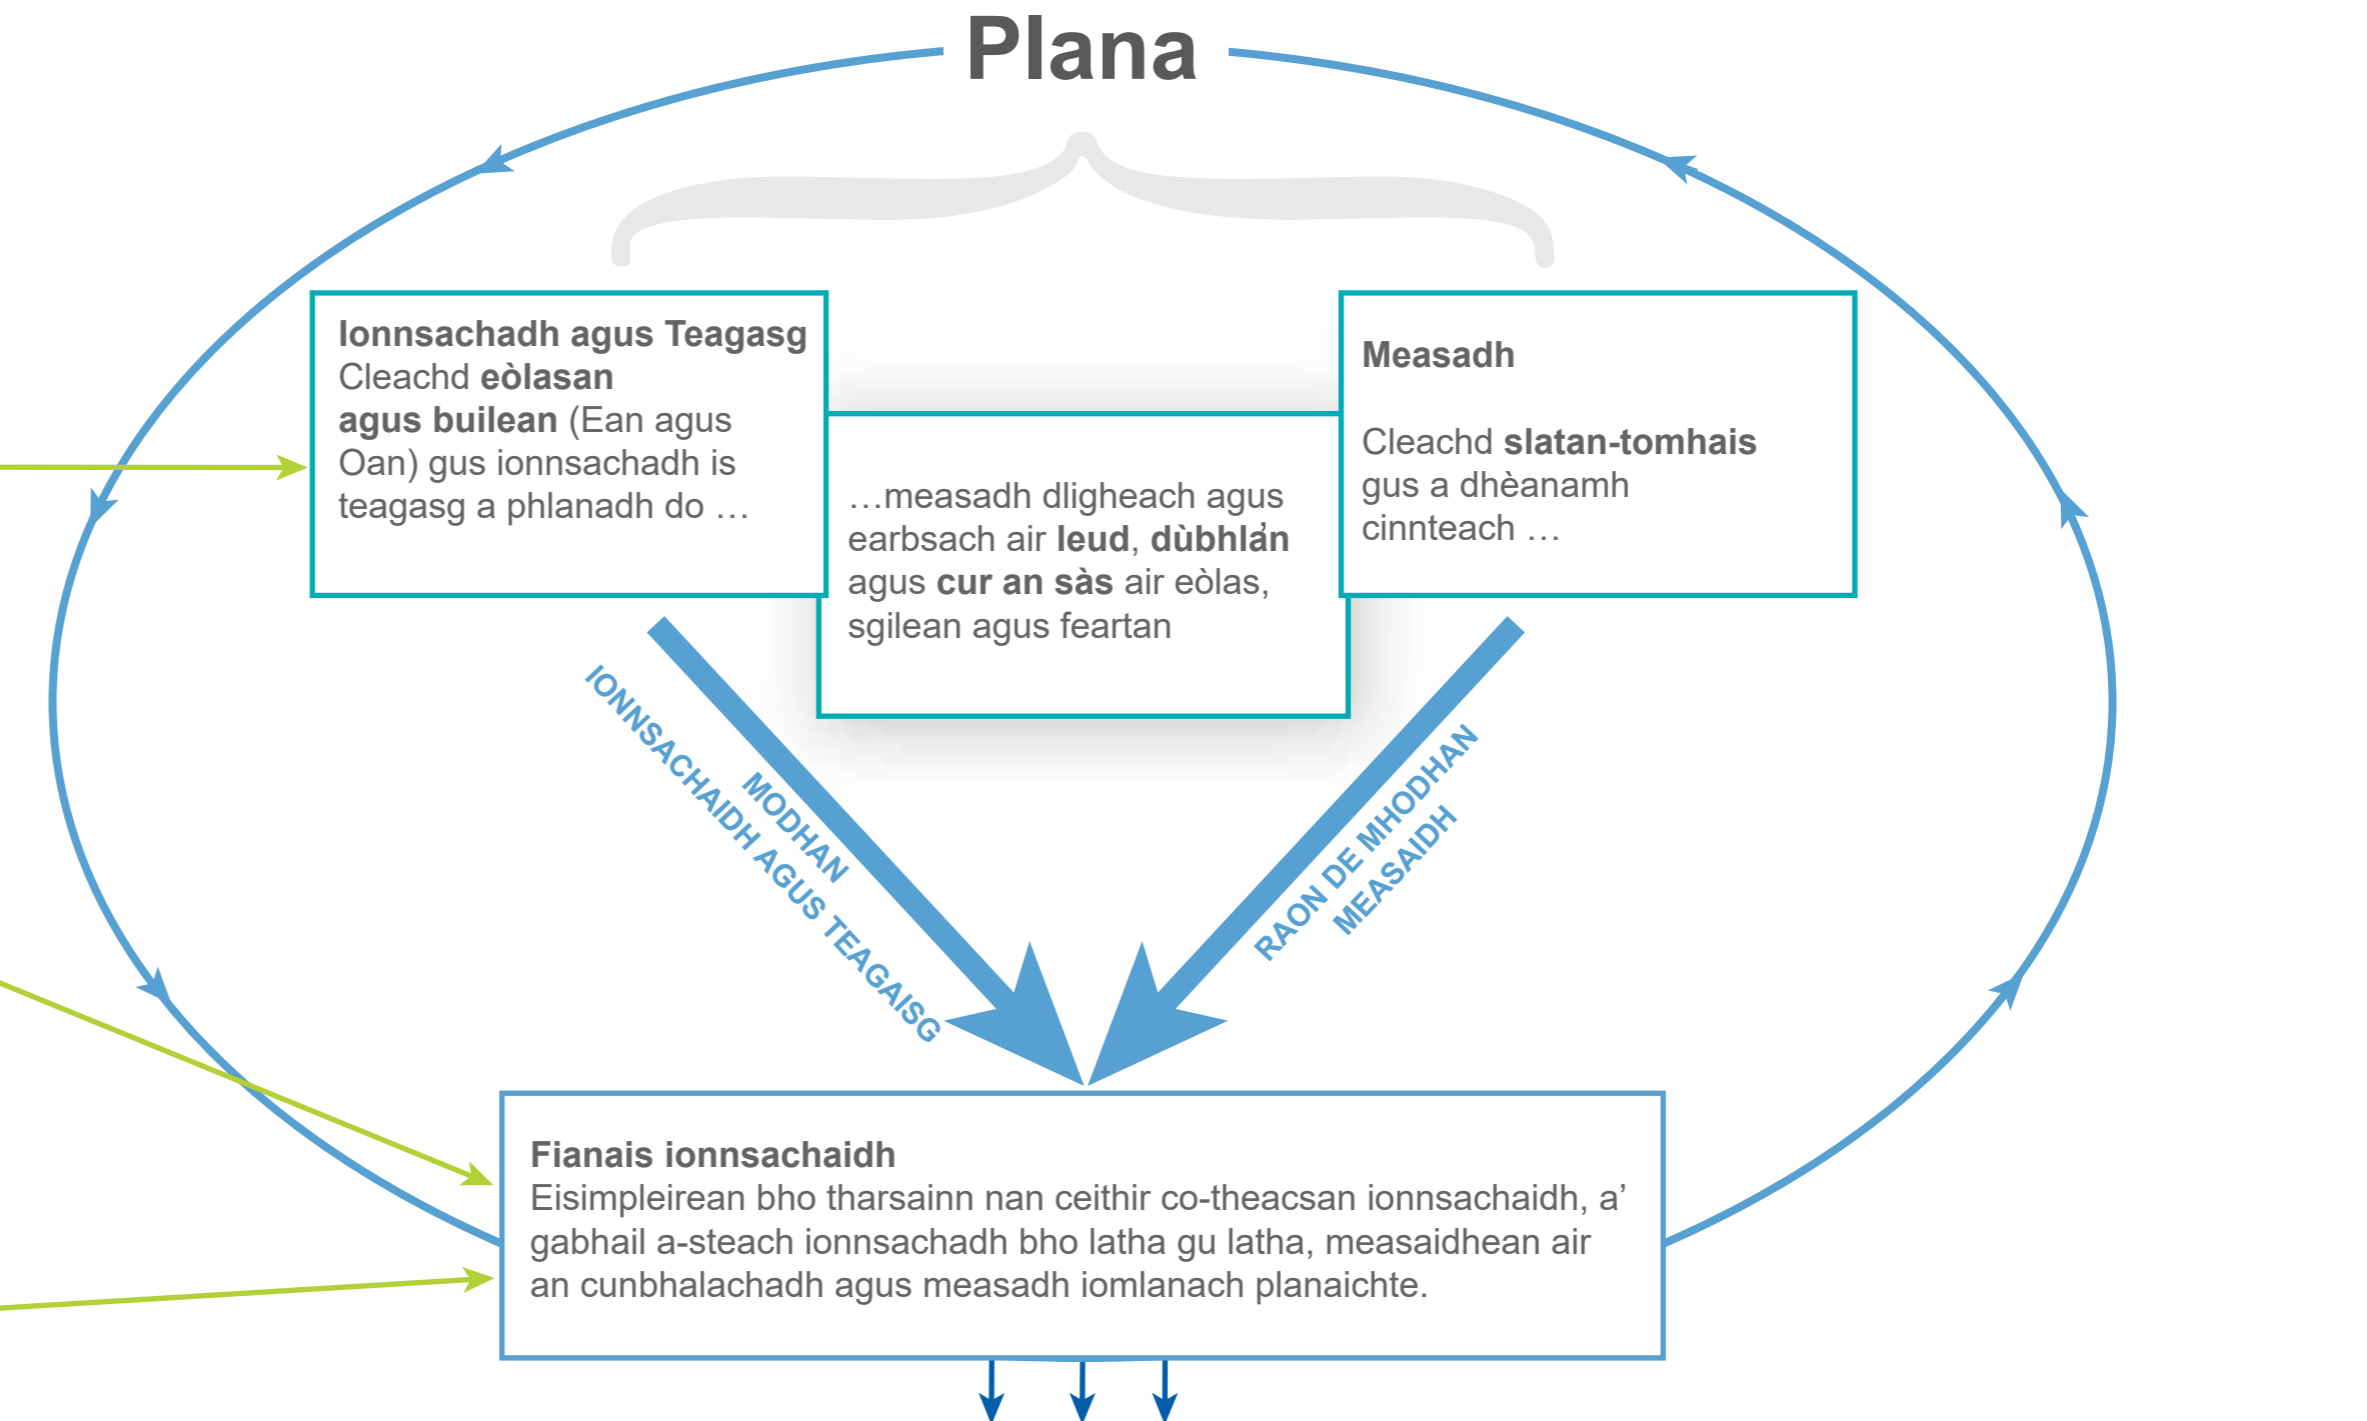 Plana
Ionnsachadh agus Teagasg
Cleachd eòlasan
agus builean (Ean agus
Oan) gus ionnsachadh is
teagasg a phlanadh do …
…measadh dligheach agus
earbsach air leud, dùbhla̓n
agus cur an sàs air eòlas,
sgilean agus feartan
Measadh
Cleachd slatan-tomhais
gus a dhèanamh
cinnteach …
MODHAN
IONNSACHAIDH AGUS TEAGAISG
RAON DE MHODHAN
MEASAIDH
Fianais ionnsachaidh
Eisimpleirean bho tharsainn nan ceithir co-theacsan ionnsachaidh, a’
gabhail a-steach ionnsachadh bho latha gu latha, measaidhean air
an cunbhalachadh agus measadh iomlanach planaichte.